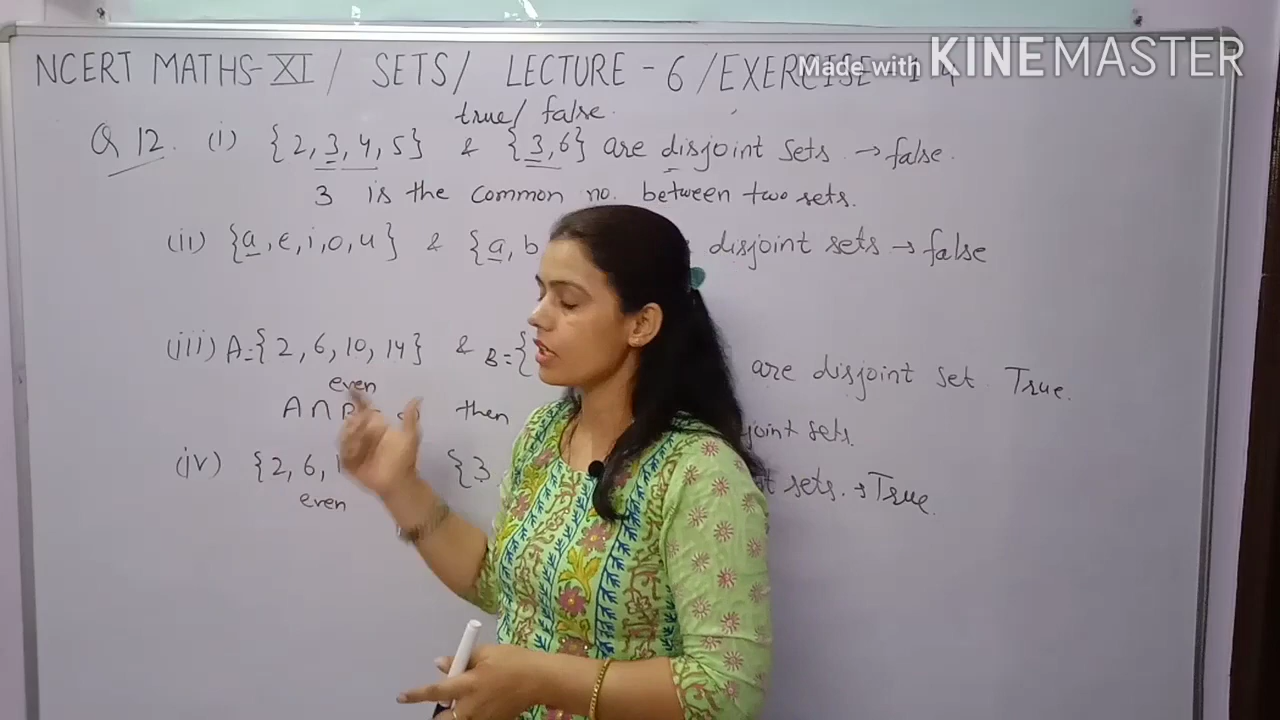 NCERT MATHS-XI / SETS / LECTURE - 6 / EXERCISE - 1.4
Made with KINEMASTER
true/ false.
Q 12. (i) {2, 3, 4, 5} & {3, 6} are disjoint sets. → false.
3 is the common no. between two sets.
(ii) {a, e, i, o, u} & {a, b disjoint sets → false
(iii) A={2, 6, 10, 14} & B={ are disjoint set. True.
even
A ∩ then sets.
(iv) {2, 6, {3 sets. → True.
even